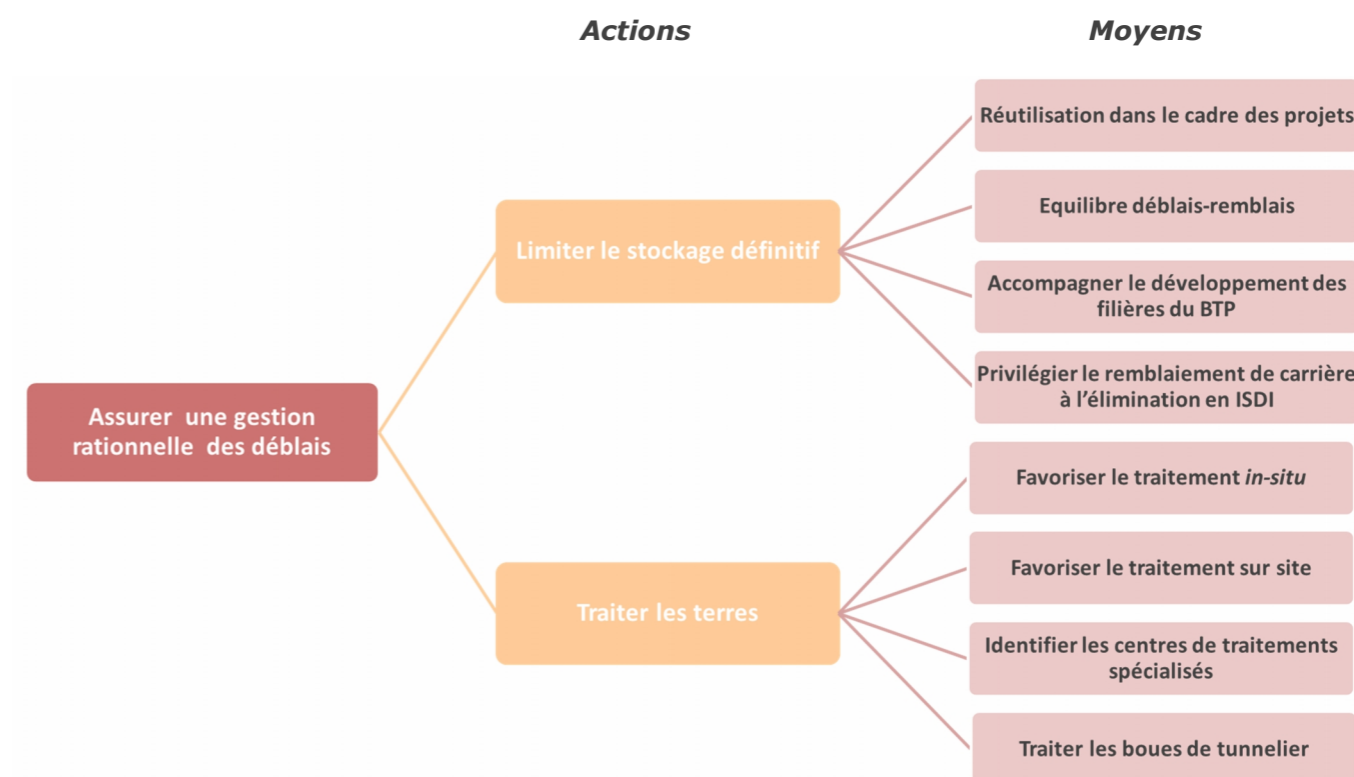 Actions
Moyens
Réutilisation dans le cadre des projets
Equilibre déblais-remblais
Limiter le stockage définitif
Accompagner le développement des
filières du BTP
Privilégier le remblaiement de carrière
à l'élimination en ISDI
Assurer une gestion
rationnelle des déblais
Favoriser le traitement in-situ
Favoriser le traitement sur site
Traiter les terres
Identifier les centres de traitements
spécialisés
Traiter les boues de tunnelier